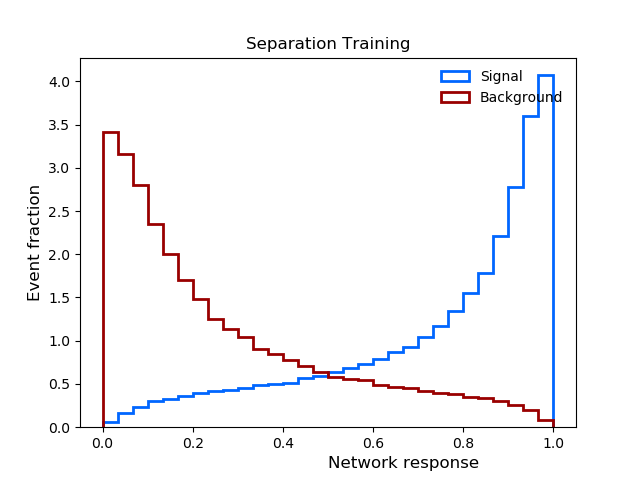 Separation Training
Signal
Background
Event fraction
4.0
3.5
3.0
2.5
2.0
1.5
1.0
0.5
0.0
0.0 0.2 0.4 0.6 0.8 1.0
Network response